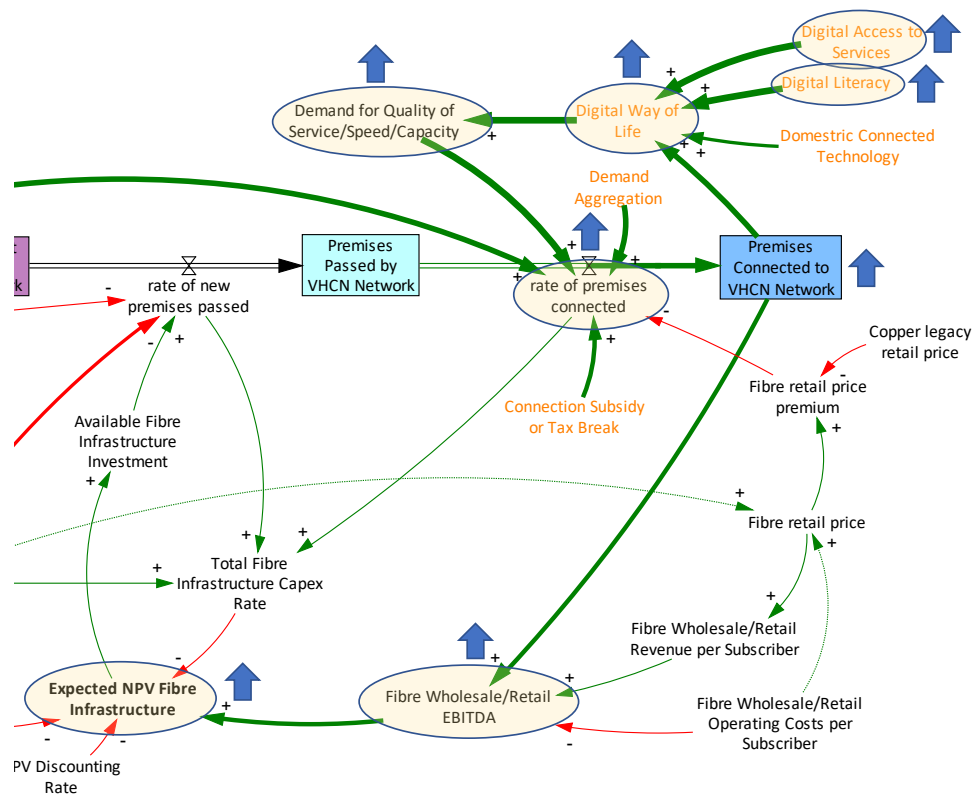 Digital Access to
Services
Digital Literacy
Demand for Quality of
Service/Speed/Capacity
Digital Way of
Life
Domestric Connected
Technology
Demand
Aggregation
Premises
Passed by
VHCN Network
Premises
Connected to
VHCN Network
rate of new
premises passed
rate of premises
connected
Copper legacy
retail price
Fibre retail price
premium
Connection Subsidy
or Tax Break
Available Fibre
Infrastructure
Investment
Fibre retail price
Total Fibre
Infrastructure Capex
Rate
Fibre Wholesale/Retail
Revenue per Subscriber
Expected NPV Fibre
Infrastructure
Fibre Wholesale/Retail
EBITDA
Fibre Wholesale/Retail
Operating Costs per
Subscriber
PV Discounting
Rate